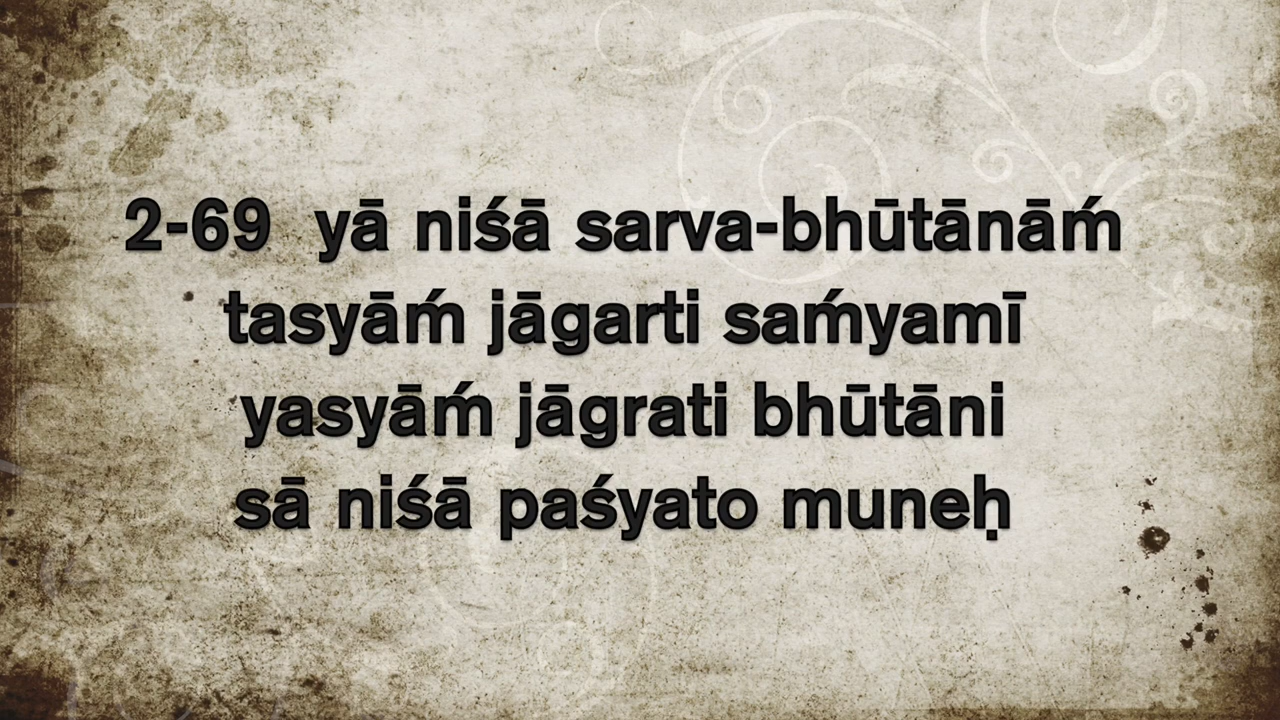 2-69 yā niśā sarva-bhūtānāḿ
tasyāḿ jāgarti saḿyamī
yasyāḿ jāgrati bhūtāni
sā niśā paśyato muneḥ